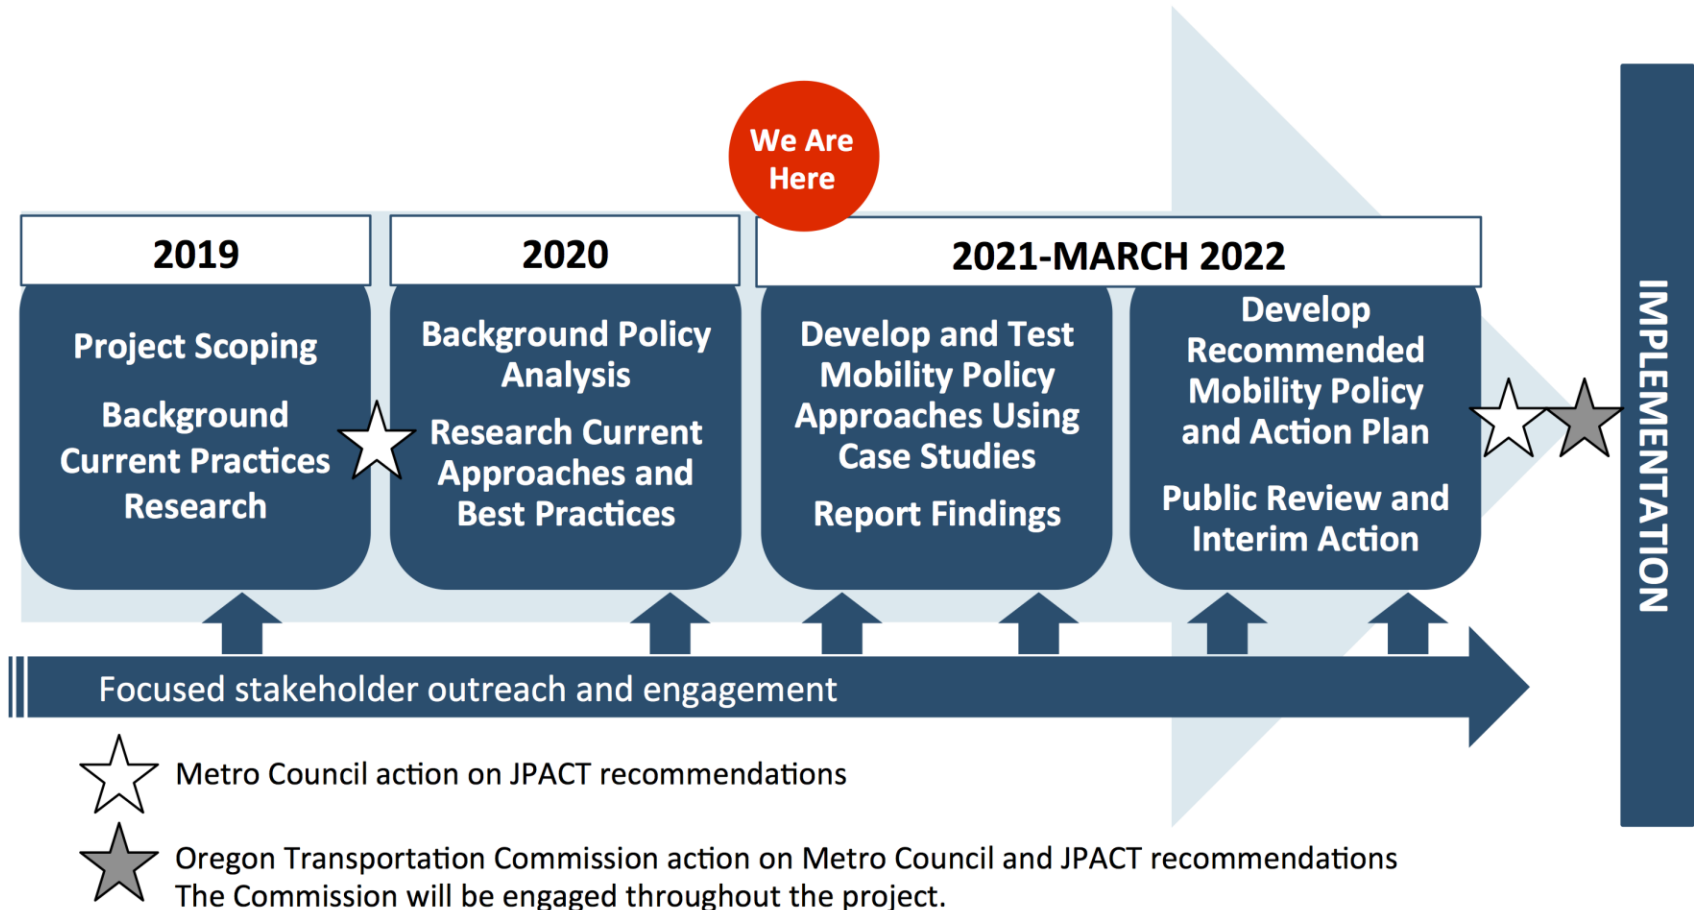 We Are
Here
2019
2020
2021-MARCH 2022
Project Scoping
Background
Current Practices
Research
Background Policy
Analysis
Research Current
Approaches and
Best Practices
Develop and Test
Mobility Policy
Approaches Using
Case Studies
Report Findings
Develop
Recommended
Mobility Policy
and Action Plan
Public Review and
Interim Action
IMPLEMENTATION
Focused stakeholder outreach and engagement
Metro Council action on JPACT recommendations
Oregon Transportation Commission action on Metro Council and JPACT recommendations
The Commission will be engaged throughout the project.